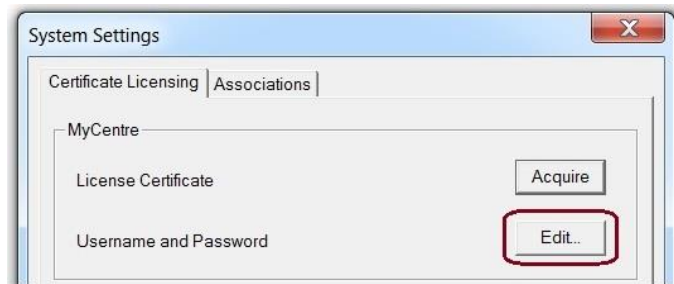 System Settings
X
Certificate Licensing Associations
MyCentre
License Certificate Acquire
Username and Password Edit...